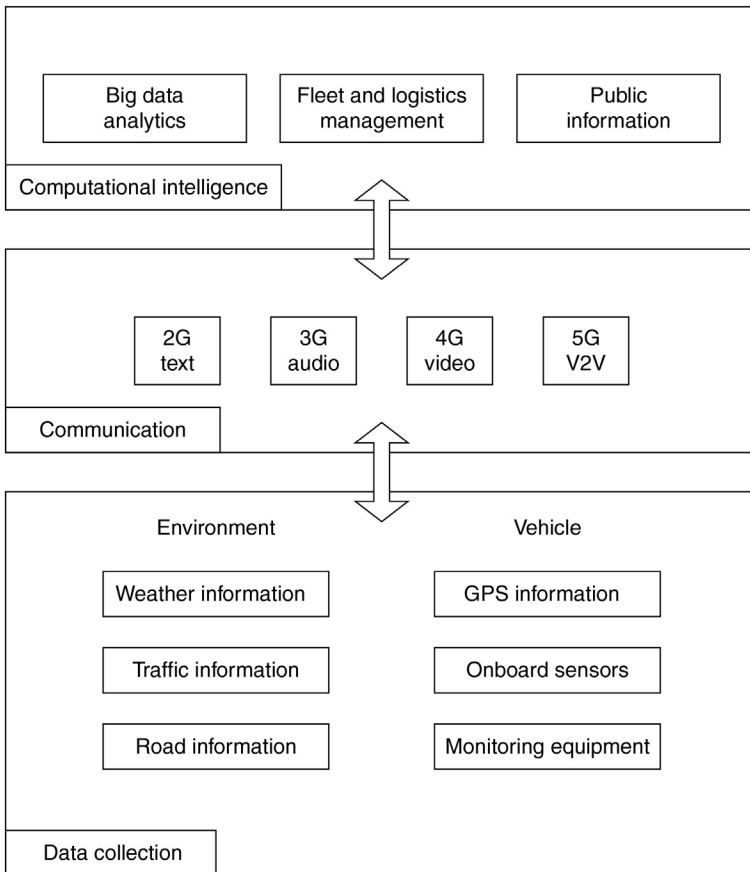 Big data
analytics
Fleet and logistics
management
Public
information
Computational intelligence
2G
text
3G
audio
4G
video
5G
V2V
Communication
Environment
Vehicle
Weather information
GPS information
Traffic information
Onboard sensors
Road information
Monitoring equipment
Data collection